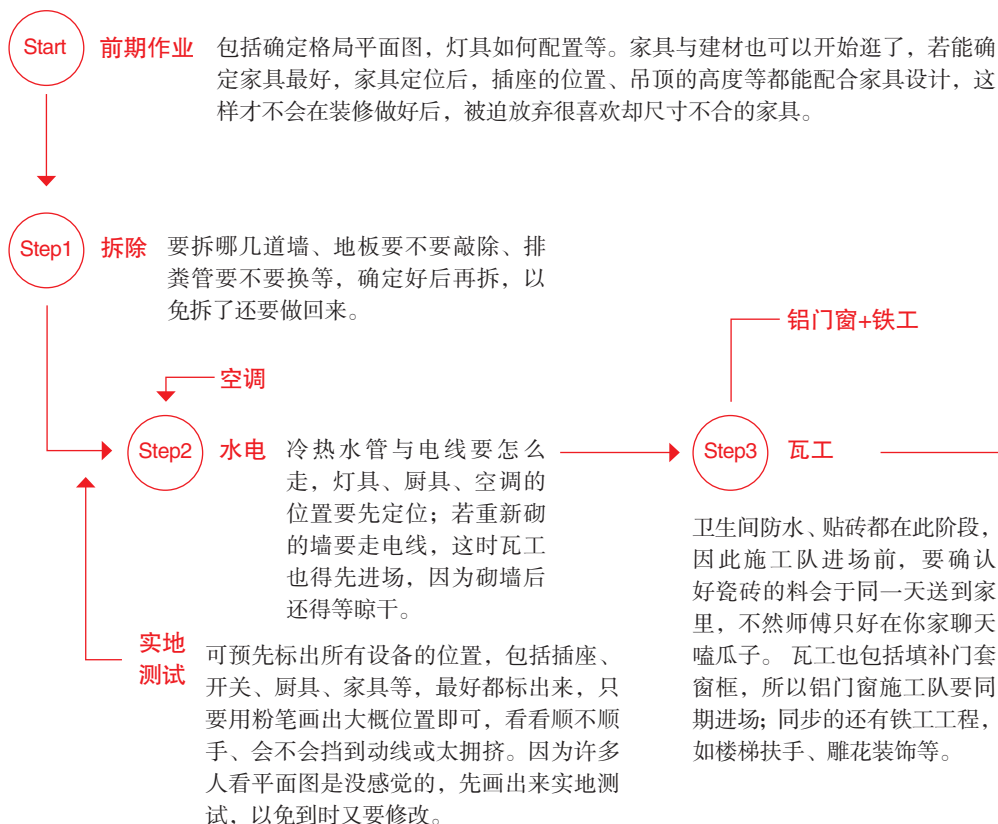 Start
前期作业
包括确定格局平面图，灯具如何配置等。家具与建材也可以开始逛了，若能确
定家具最好，家具定位后，插座的位置、吊顶的高度等都能配合家具设计，这
样才不会在装修做好后，被迫放弃很喜欢却尺寸不合的家具。
Step1
拆除
要拆哪几道墙、地板要不要敲除、排
粪管要不要换等，确定好后再拆，以
免拆了还要做回来。
空调
Step2
水电
冷热水管与电线要怎么
走，灯具、厨具、空调的
位置要先定位；若重新砌
的墙要走电线，这时瓦工
也得先进场，因为砌墙后
还得等晾干。
实地
测试
可预先标出所有设备的位置，包括插座、
开关、厨具、家具等，最好都标出来，只
要用粉笔画出大概位置即可，看看顺不顺
手、会不会挡到动线或太拥挤。因为许多
人看平面图是没感觉的，先画出来实地测
试，以免到时又要修改。
铝门窗+铁工
Step3
瓦工
卫生间防水、贴砖都在此阶段，
因此施工队进场前，要确认
好瓷砖的料会于同一天送到家
里，不然师傅只好在你家聊天
嗑瓜子。 瓦工也包括填补门套
窗框，所以铝门窗施工队要同
期进场；同步的还有铁工工程，
如楼梯扶手、雕花装饰等。